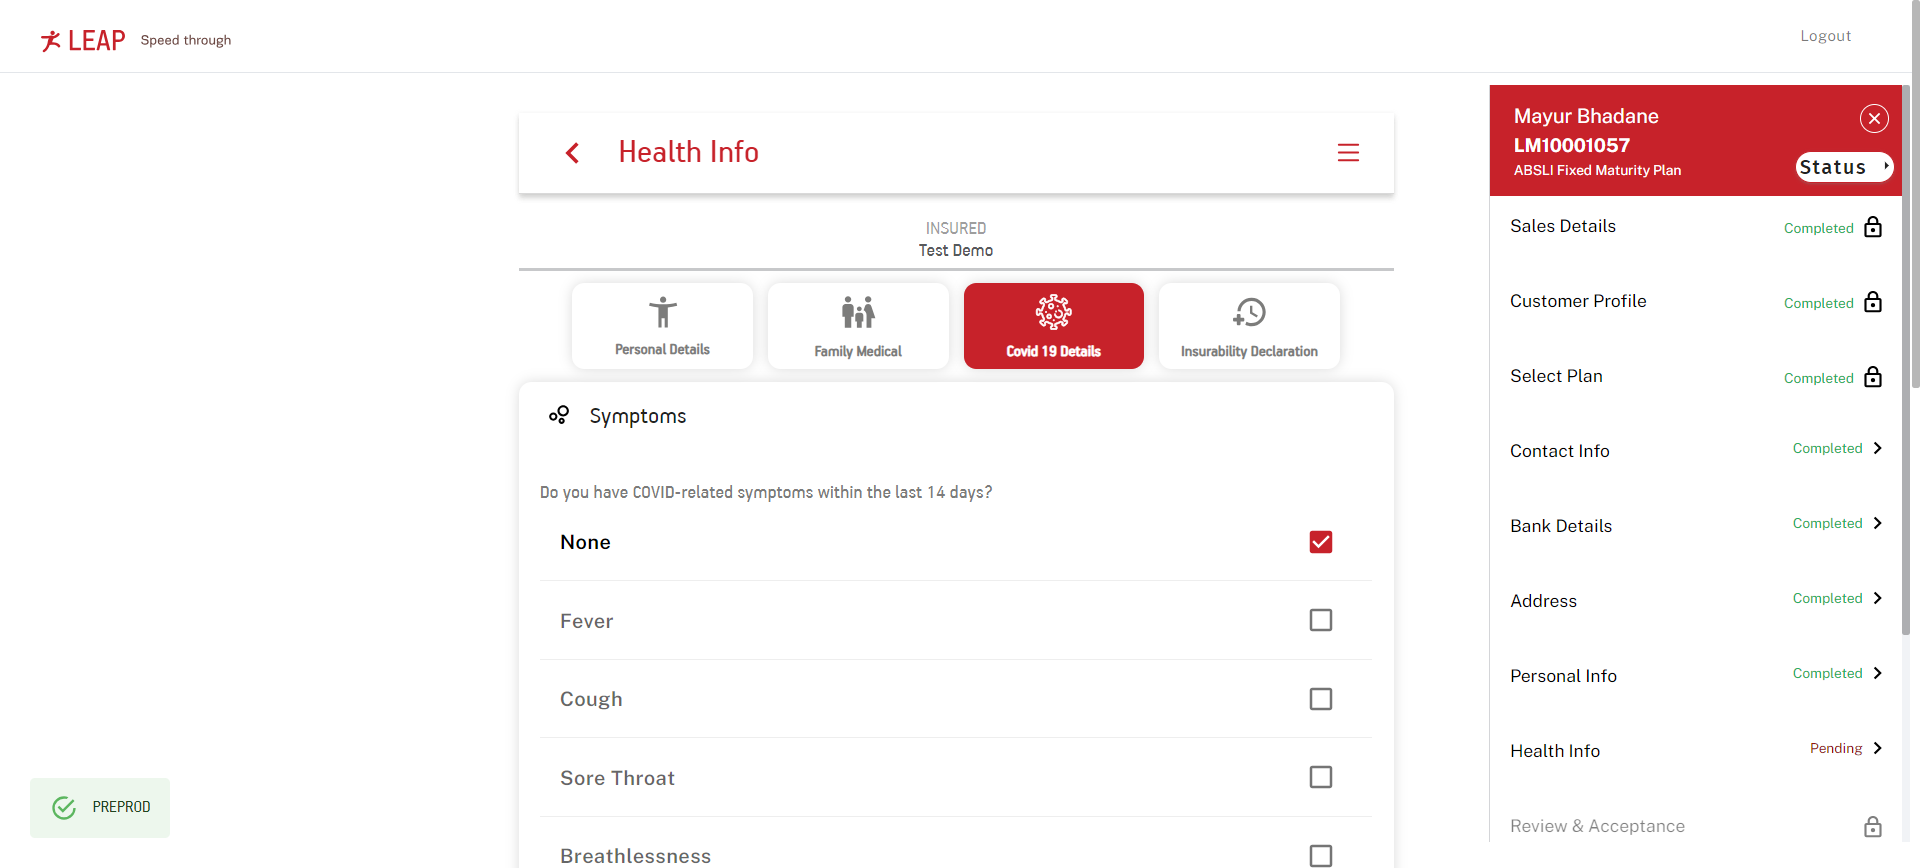 LEAP Speed through
Logout
Health Info
INSURED
Test Demo
Personal Details
Family Medical
Covid 19 Details
Insurability Declaration
Symptoms
Do you have COVID-related symptoms within the last 14 days?
None
Fever
Cough
Sore Throat
Breathlessness
PREPROD
Mayur Bhadane
LM10001057
ABSLI Fixed Maturity Plan
Status
Sales Details Completed
Customer Profile Completed
Select Plan Completed
Contact Info Completed
Bank Details Completed
Address Completed
Personal Info Completed
Health Info Pending
Review & Acceptance